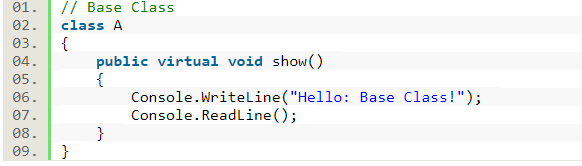 01. // Base Class
02. class A
03. {
04.     public virtual void show()
05.     {
06.         Console.WriteLine("Hello: Base Class!");
07.         Console.ReadLine();
08.     }
09. }